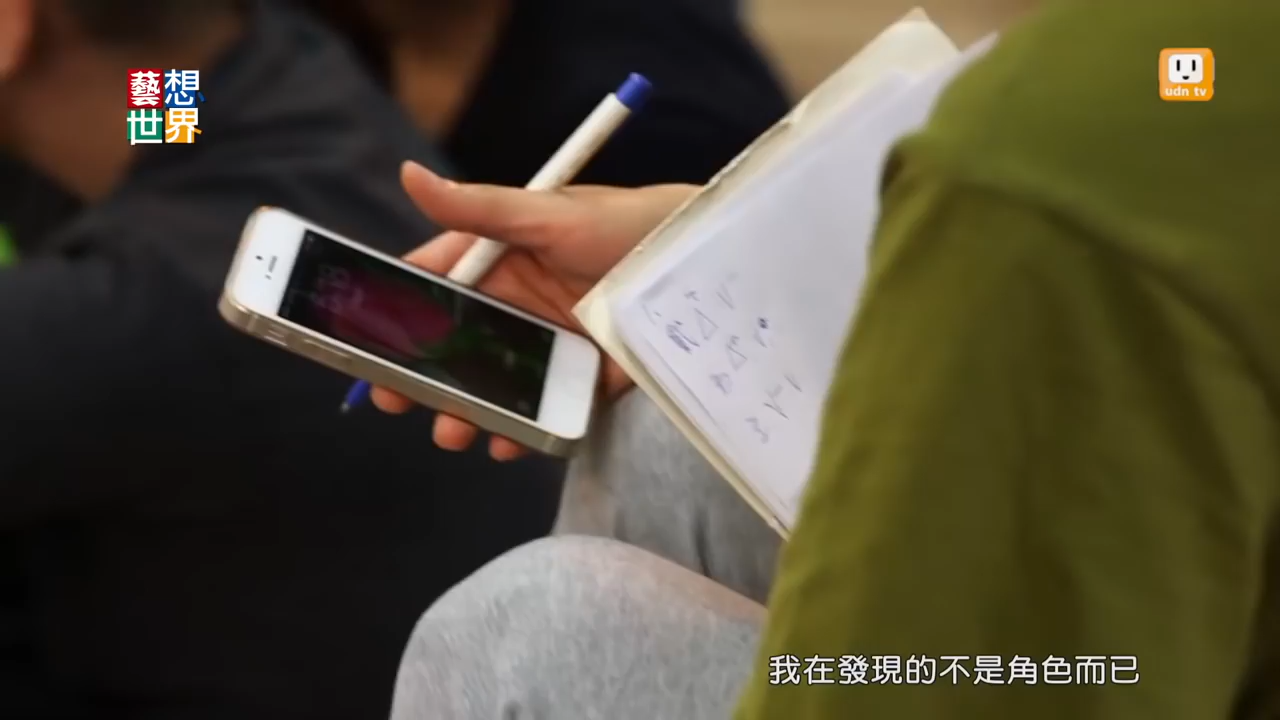 藝想
世界
udn tv
我在發現的不是角色而已